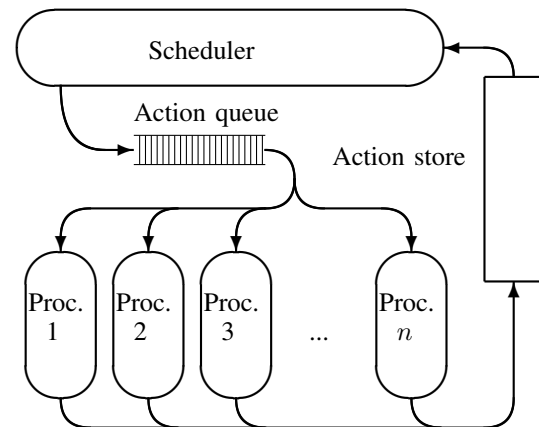 Scheduler
Action queue
Action store
Proc. Proc. Proc. Proc.
1 2 3 ... n